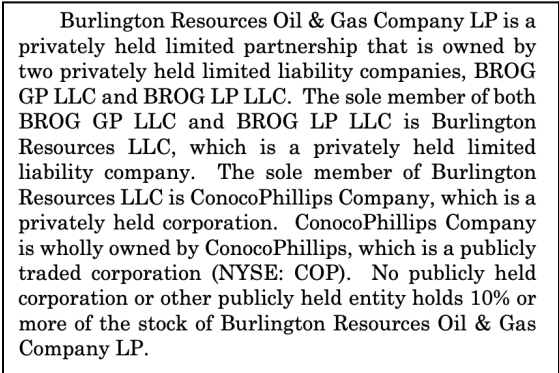 Burlington Resources Oil & Gas Company LP is a
privately held limited partnership that is owned by
two privately held limited liability companies, BROG
GP LLC and BROG LP LLC. The sole member of both
BROG GP LLC and BROG LP LLC is Burlington
Resources LLC, which is a privately held limited
liability company. The sole member of Burlington
Resources LLC is ConocoPhillips Company, which is a
privately held corporation. ConocoPhillips Company
is wholly owned by ConocoPhillips, which is a publicly
traded corporation (NYSE: COP). No publicly held
corporation or other publicly held entity holds 10% or
more of the stock of Burlington Resources Oil & Gas
Company LP.